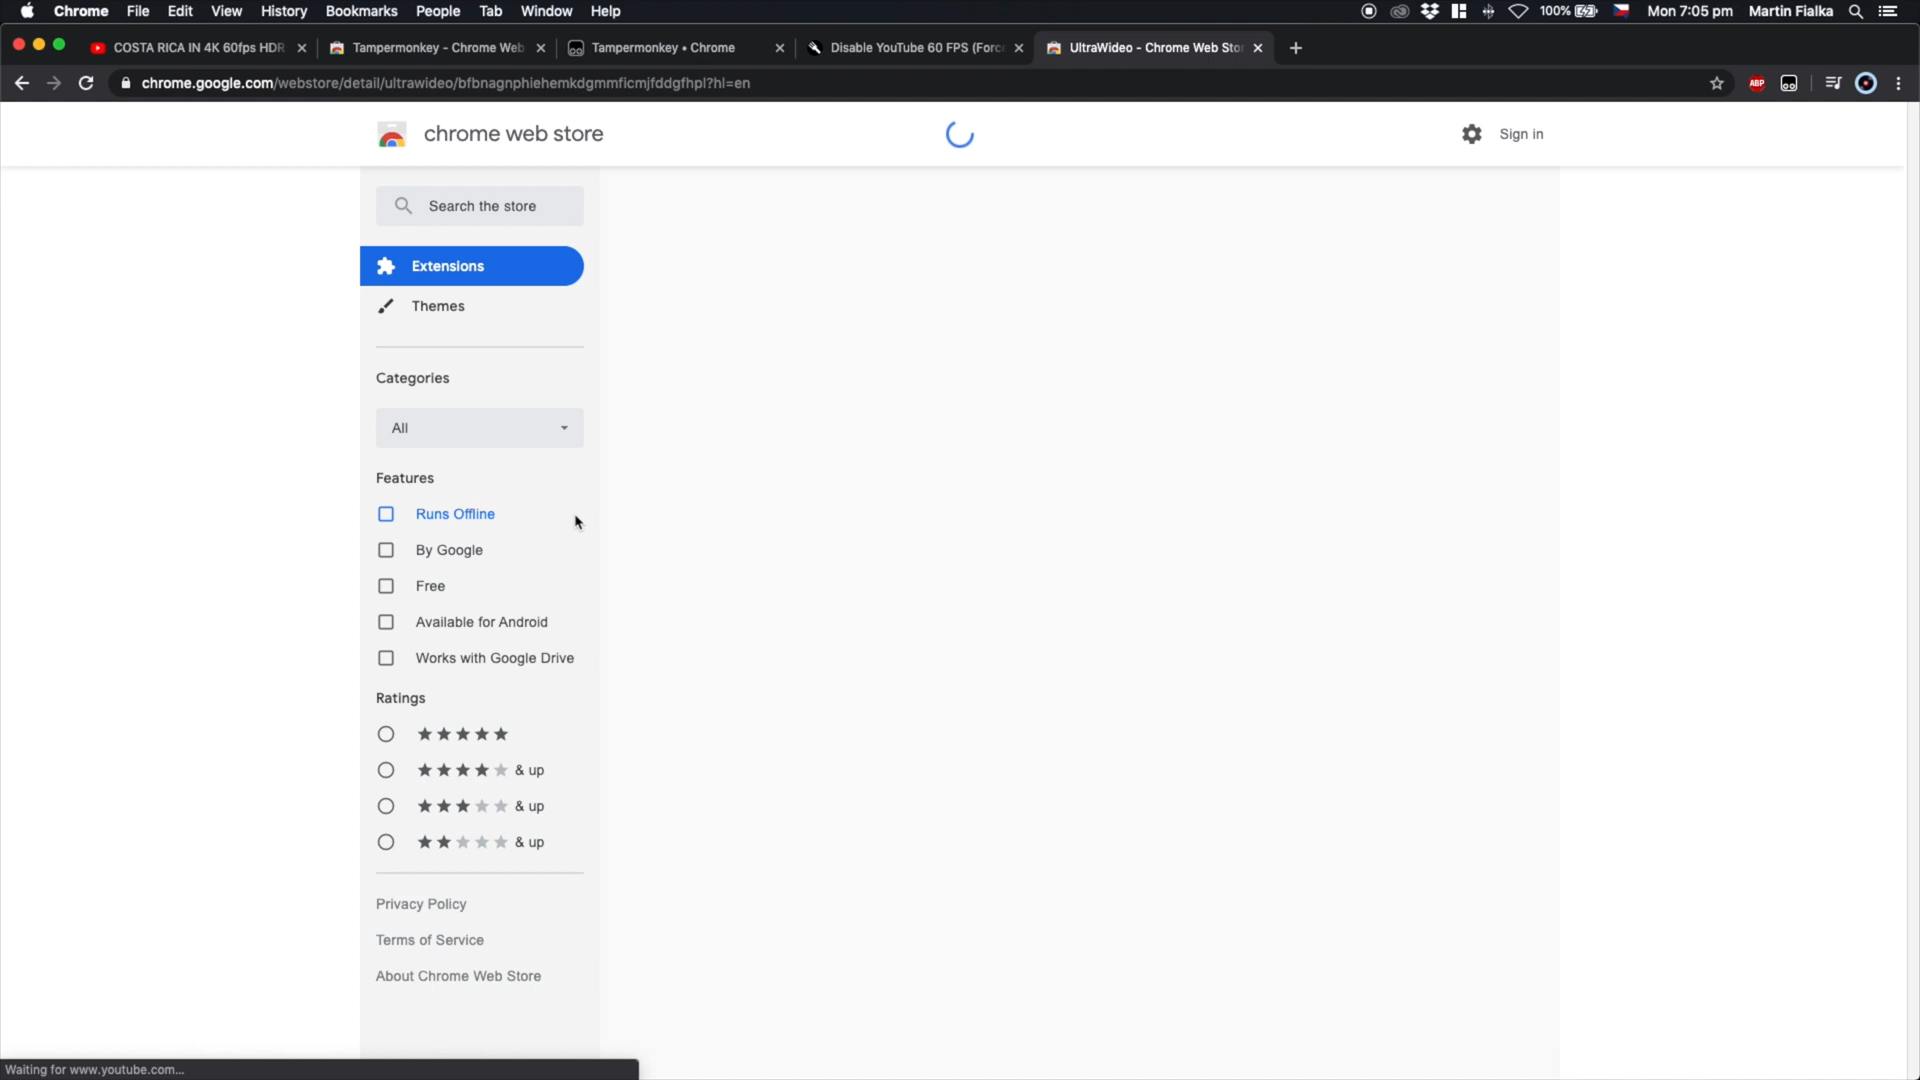 Chrome File Edit View History Bookmarks People Tab Window Help 100% Mon 7:05 pm Martin Fialka
COSTA RICA IN 4K 60fps HDR Tampermonkey - Chrome Web Tampermonkey • Chrome Disable YouTube 60 FPS (Force UltraWideo - Chrome Web Stor
chrome.google.com/webstore/detail/ultrawideo/bfbnagnphiehemkdgmmficmjfddgfhpl?hl=en ABP
chrome web store Sign in
Search the store
Extensions
Themes
Categories
All
Features
Runs Offline
By Google
Free
Available for Android
Works with Google Drive
Ratings
& up
& up
& up
Privacy Policy
Terms of Service
About Chrome Web Store
Waiting for www.youtube.com...